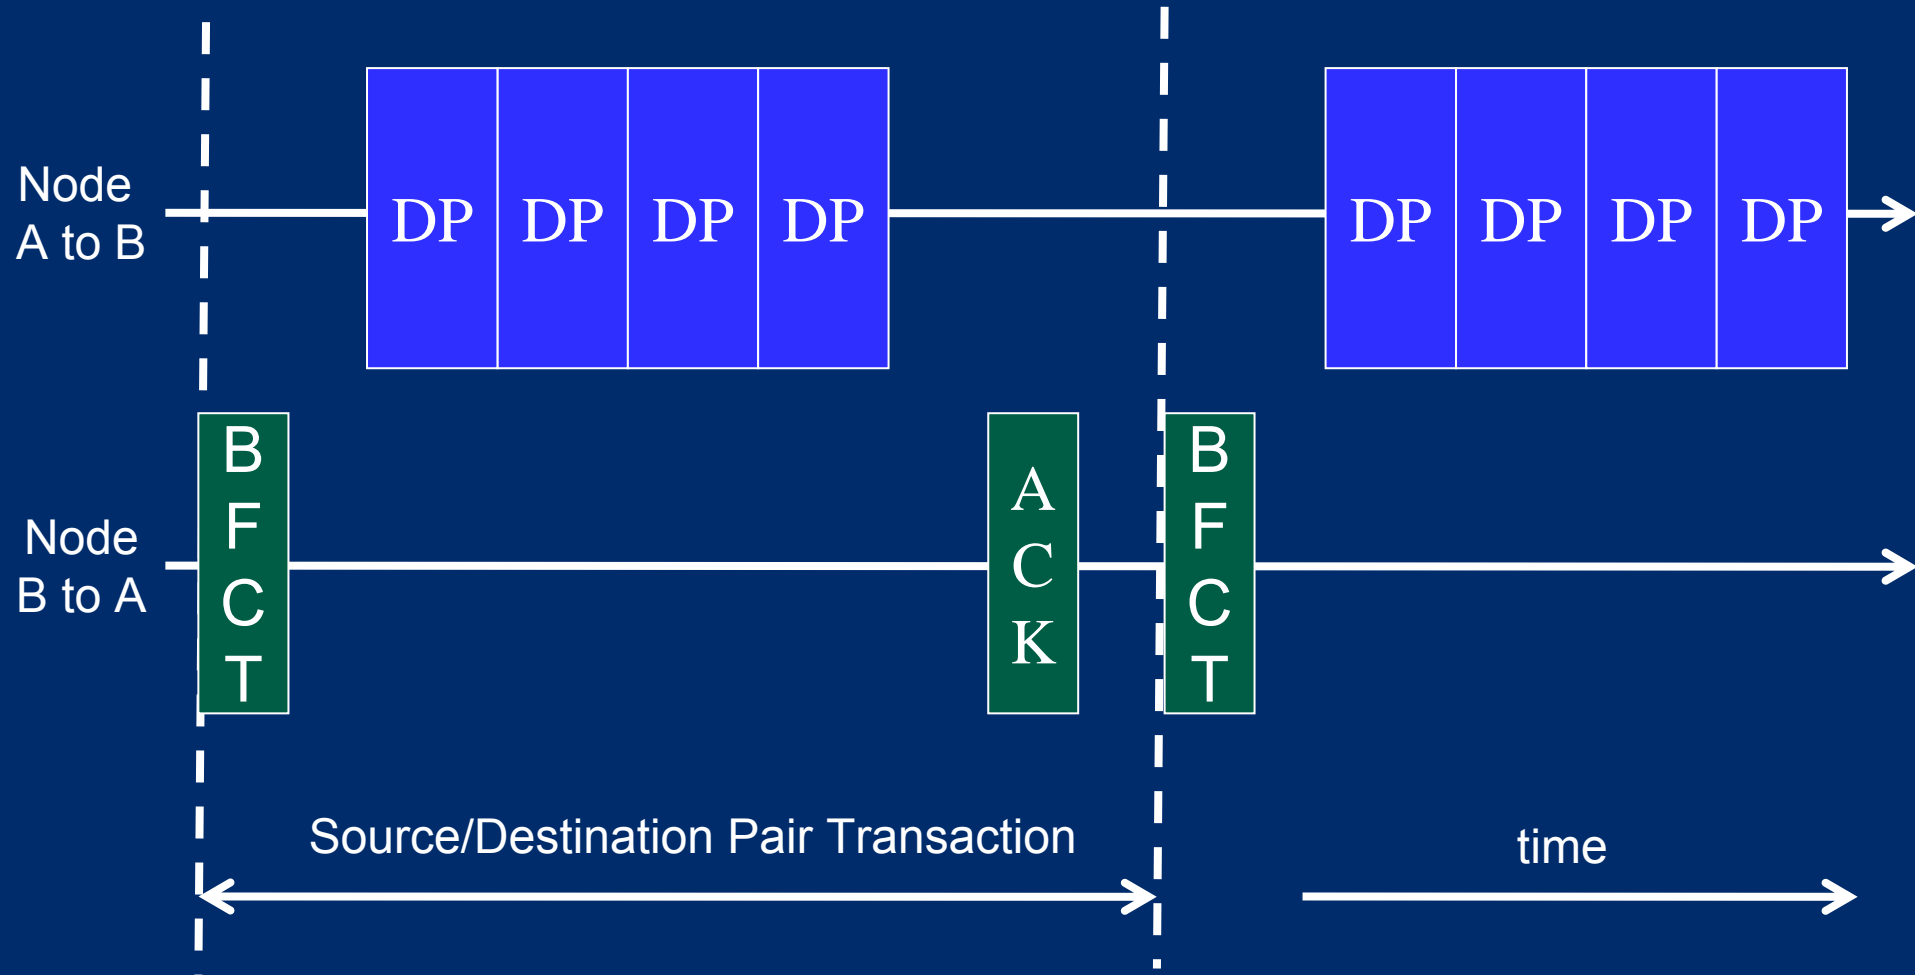 Node
A to B
DP DP DP DP
DP DP DP DP
Node
B to A
B
F
C
T
A
C
K
B
F
C
T
Source/Destination Pair Transaction
time